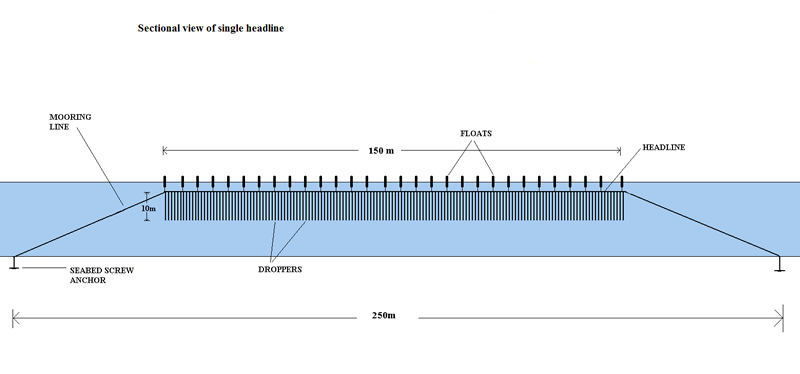 Sectional view of single headline
MOORING
LINE
150 m
FLOATS
HEADLINE
10m
SEABED SCREW
ANCHOR
DROPPERS
250m